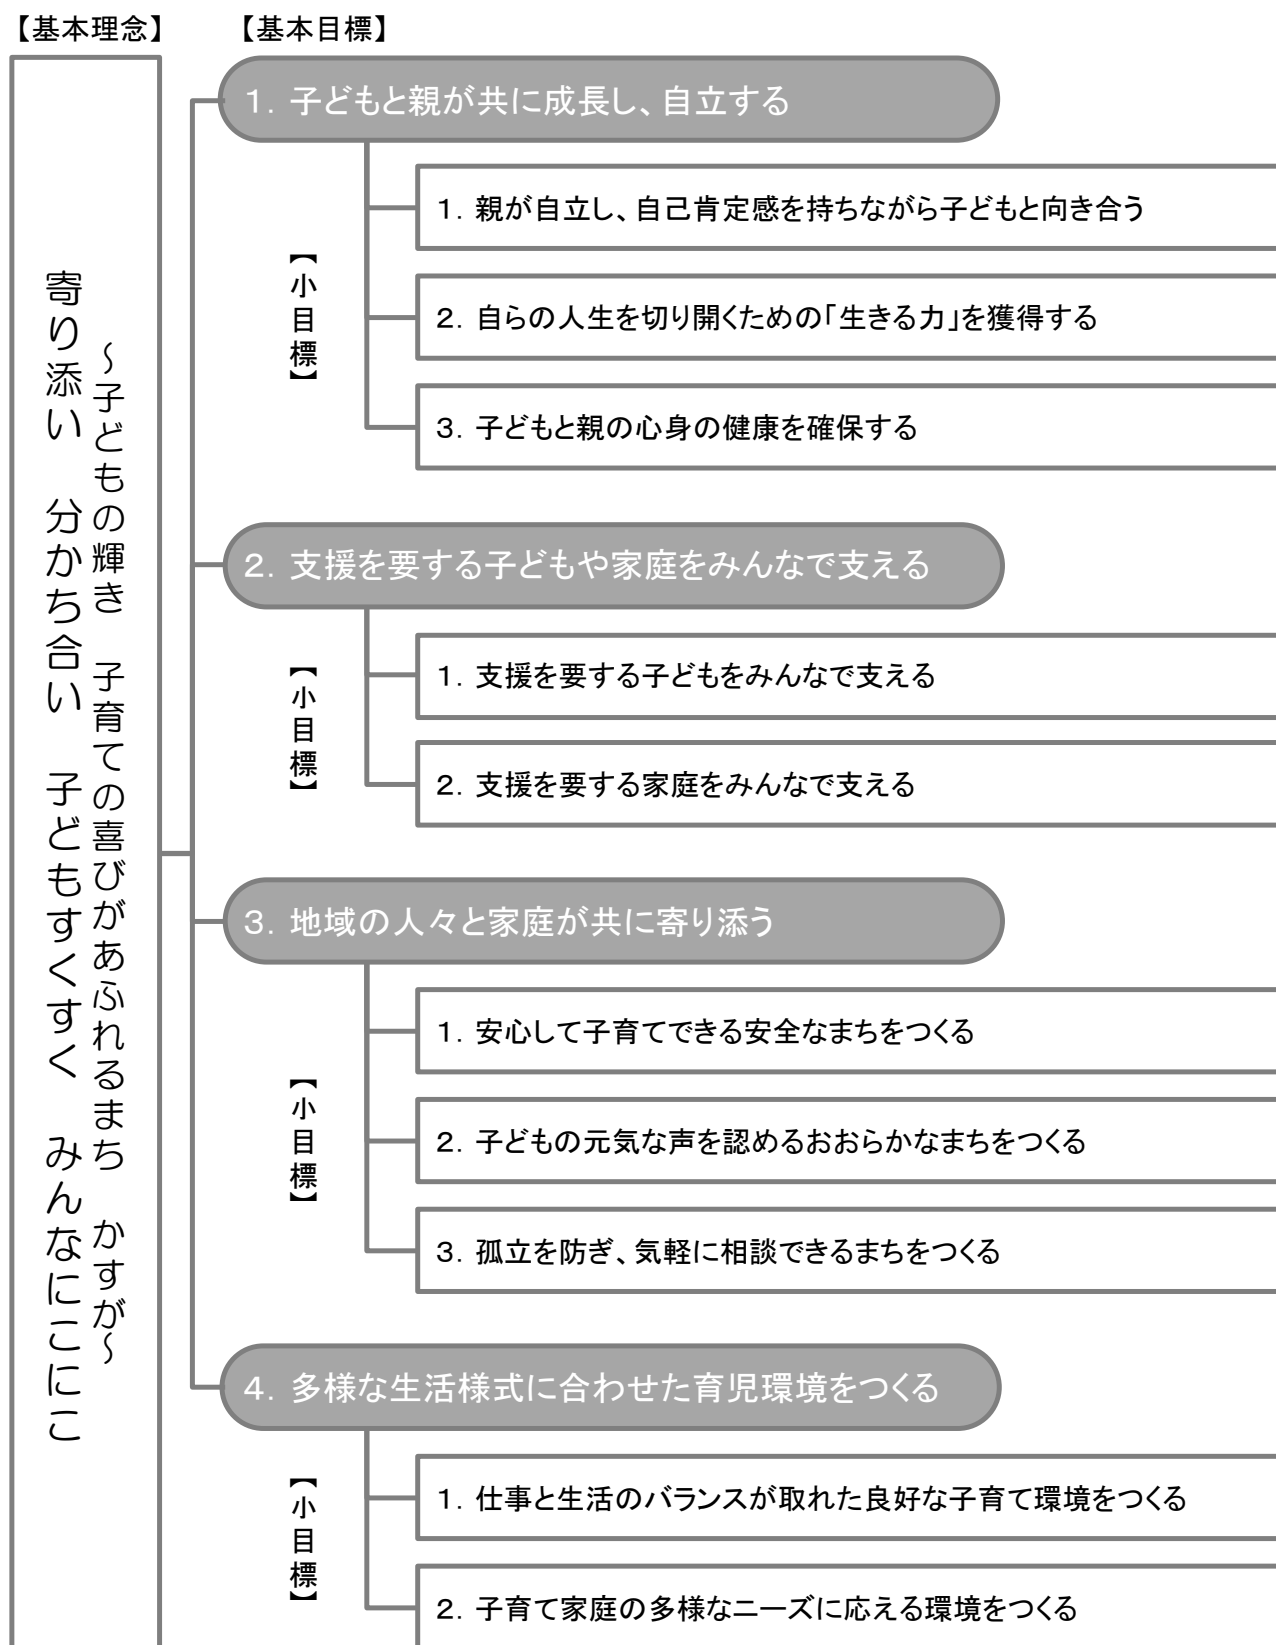 【基本理念】
【基本目標】
～子どもの輝き　子育ての喜びがあふれるまち　かすが～
寄り添い　分かち合い　子どもすくすく　みんなにこにこ
１．子どもと親が共に成長し、自立する
【小目標】
１．親が自立し、自己肯定感を持ちながら子どもと向き合う
２．自らの人生を切り開くための「生きる力」を獲得する
３．子どもと親の心身の健康を確保する
２．支援を要する子どもや家庭をみんなで支える
【小目標】
１．支援を要する子どもをみんなで支える
２．支援を要する家庭をみんなで支える
３．地域の人々と家庭が共に寄り添う
【小目標】
１．安心して子育てできる安全なまちをつくる
２．子どもの元気な声を認めるおおらかなまちをつくる
３．孤立を防ぎ、気軽に相談できるまちをつくる
４．多様な生活様式に合わせた育児環境をつくる
【小目標】
１．仕事と生活のバランスが取れた良好な子育て環境をつくる
２．子育て家庭の多様なニーズに応える環境をつくる